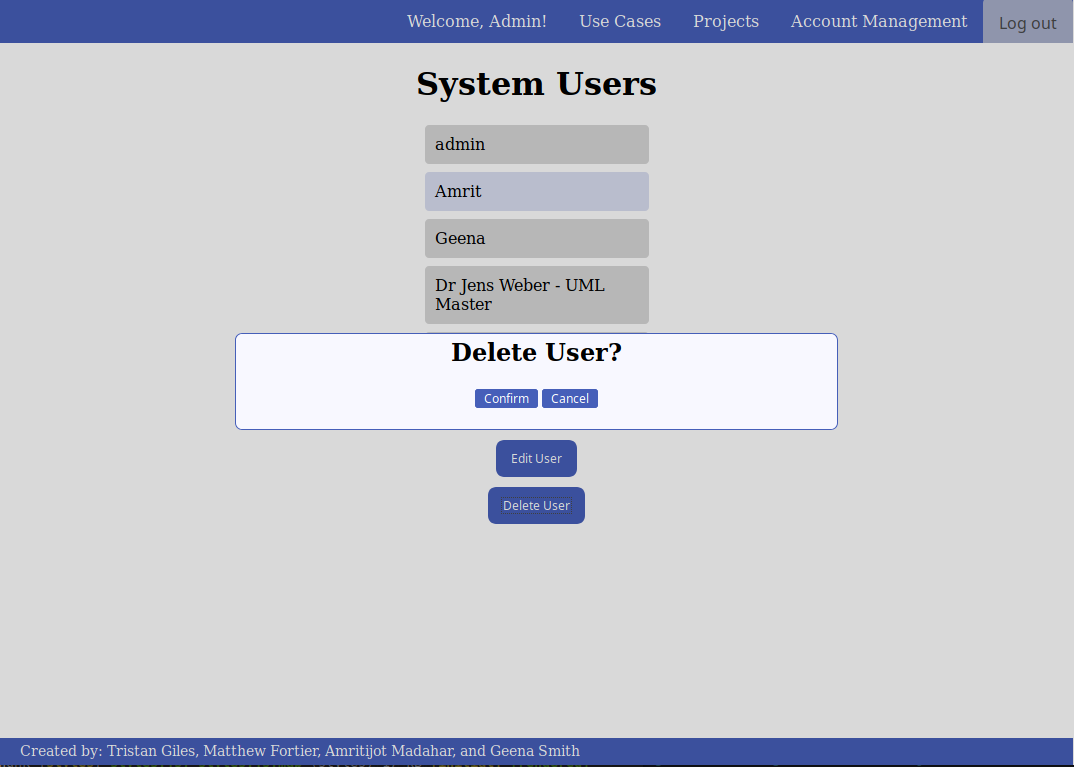 Welcome, Admin! Use Cases Projects Account Management Log out
System Users
admin
Amrit
Geena
Dr Jens Weber - UML
Master
Delete User?
Confirm Cancel
Edit User
Delete User
Created by: Tristan Giles, Matthew Fortier, Amritijot Madahar, and Geena Smith